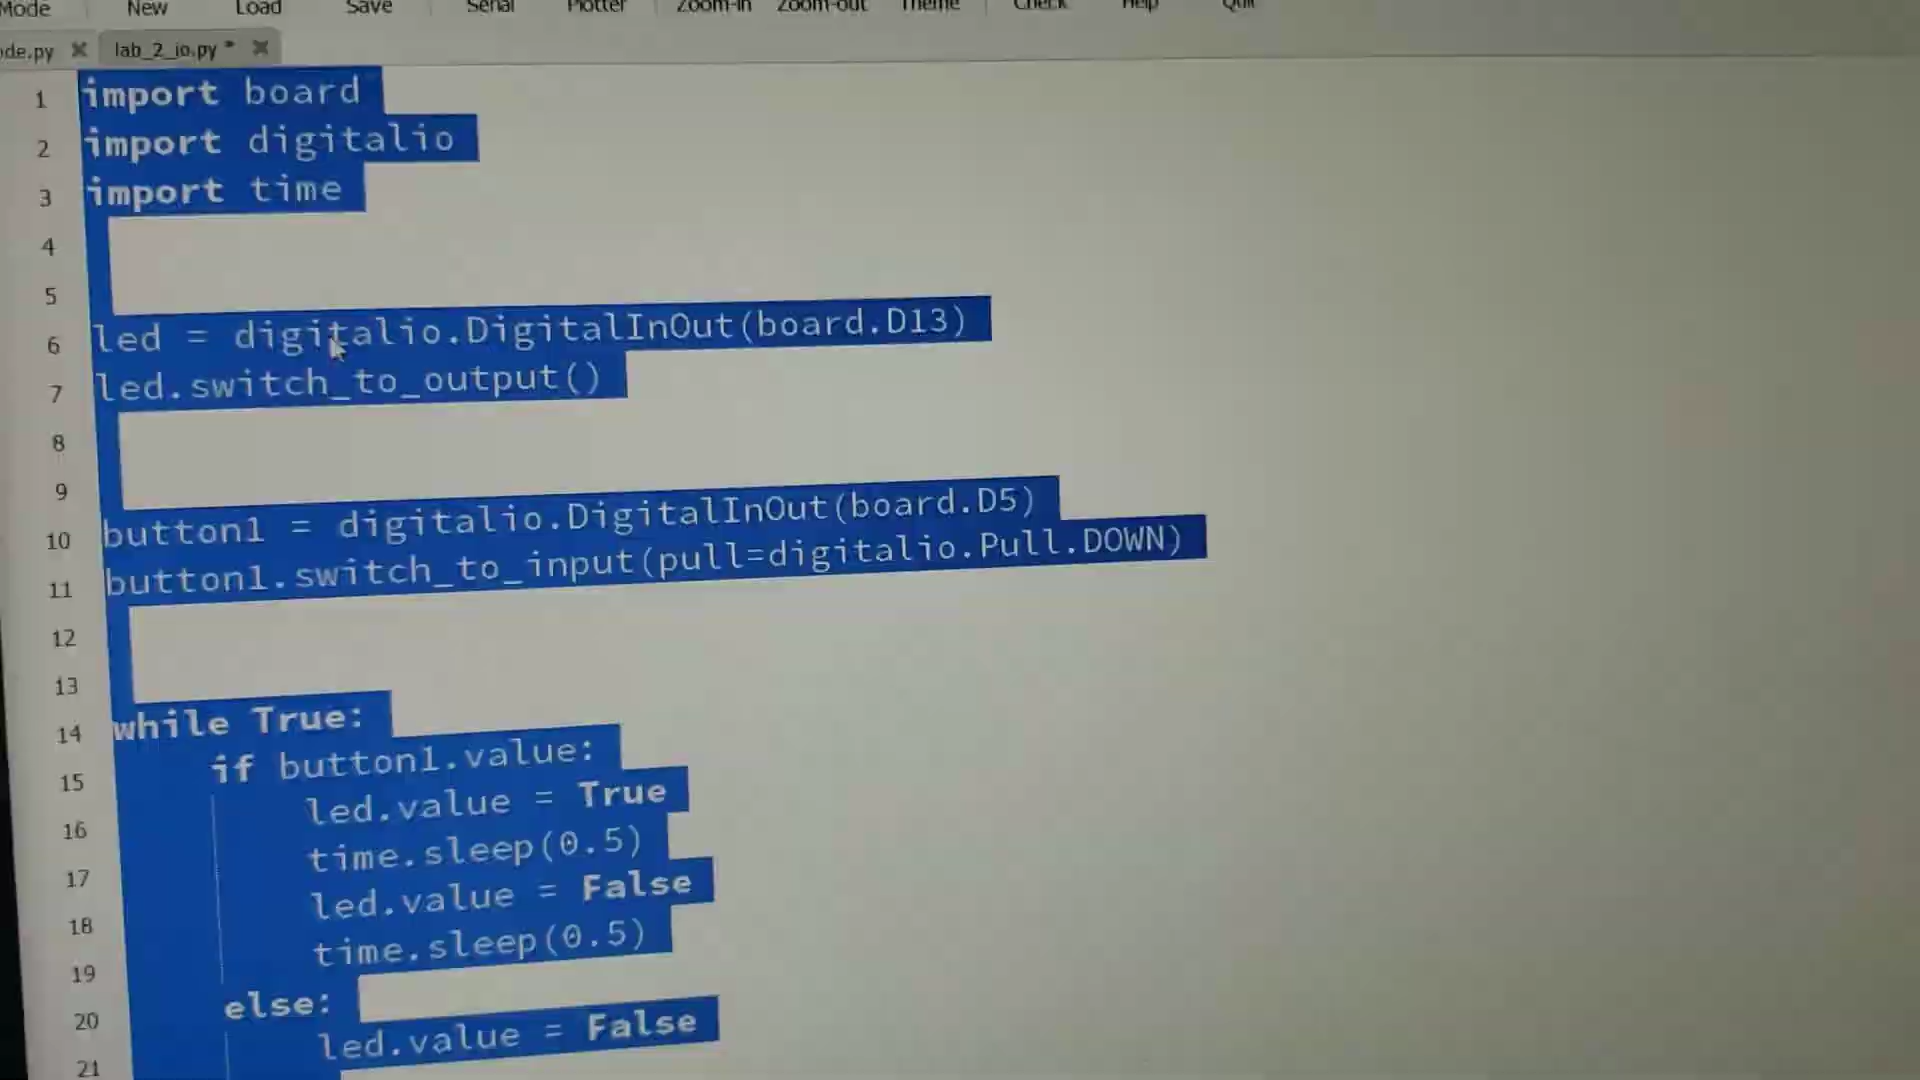 Mode New Load Save Serial Plotter Zoom-in Zoom-out Theme Check Help Quit
ode.py × lab_2_io.py * ×
1 import board
2 import digitalio
3 import time
4
5
6 led = digitalio.DigitalInOut(board.D13)
7 led.switch_to_output()
8
9
10 button1 = digitalio.DigitalInOut(board.D5)
11 button1.switch_to_input(pull=digitalio.Pull.DOWN)
12
13
14 while True:
15 if button1.value:
16 led.value = True
17 time.sleep(0.5)
18 led.value = False
19 time.sleep(0.5)
20 else:
21 led.value = False